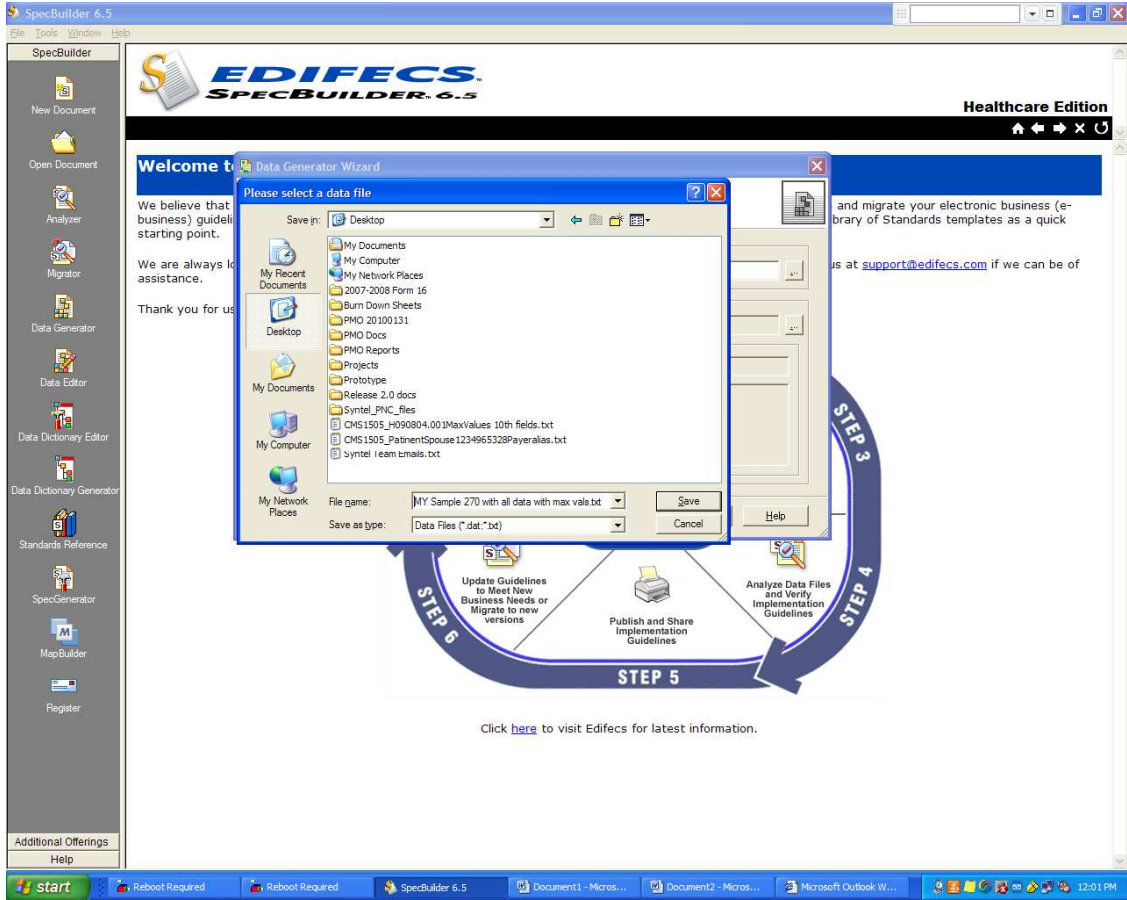 SpecBuilder 6.5
File Tools Window Help
SpecBuilder
New Document
Open Document
Analyzer
Migrator
Data Generator
Data Editor
Data Dictionary Editor
Data Dictionary Generator
Standards Reference
SpecGenerator
MapBuilder
Register
Additional Offerings
Help
EDIFECS™
SPECBUILDER™ 6.5
Healthcare Edition
Welcome t
We believe that
business) guideli
starting point.
and migrate your electronic business (e-
brary of Standards templates as a quick
We are always lo
assistance.
us at support@edifecs.com if we can be of
Thank you for us
Data Generator Wizard
Please select a data file
Save in:
Desktop
My Recent
Documents
Desktop
My Documents
My Computer
My Network
Places
My Documents
My Computer
My Network Places
2007-2008 Form 16
Burn Down Sheets
PMO 20100131
PMO Docs
PMO Reports
Projects
Prototype
Release 2.0 docs
Syntel_PNC_files
CMS1505_H090804.001MaxValues 10th fields.txt
CMS1505_PatinentSpouse1234965328Payeralias.txt
Syntel Team Emails.txt
File name:
MY Sample 270 with all data with max vals.txt
Save
Save as type:
Data Files (*.dat;*.txt)
Cancel
Help
STEP 3
STEP 4
STEP 5
STEP 6
Update Guidelines
to Meet New
Business Needs or
Migrate to new
versions
Publish and Share
Implementation
Guidelines
Analyze Data Files
and Verify
Implementation
Guidelines
Click here to visit Edifecs for latest information.
start
Reboot Required
Reboot Required
SpecBuilder 6.5
Document1 - Micros...
Document2 - Micros...
Microsoft Outlook W...
12:01 PM